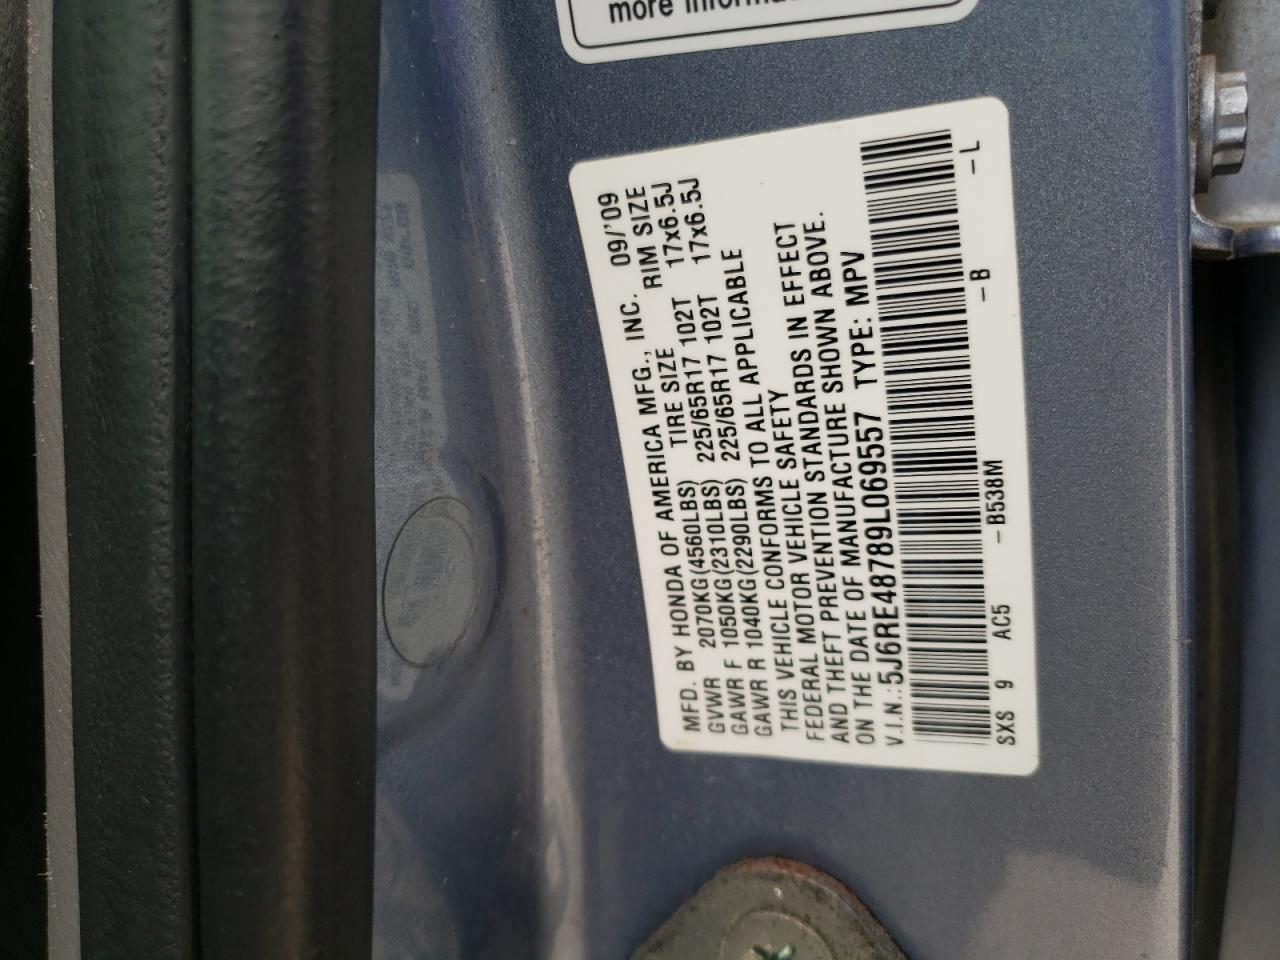 more
MFD. BY HONDA OF AMERICA MFG., INC. 09/'09
GVWR 2070KG(4560LBS) TIRE SIZE RIM SIZE
GAWR F 1050KG(2310LBS) 225/65R17 102T 17x6.5J
GAWR R 1040KG(2290LBS) 225/65R17 102T 17x6.5J
THIS VEHICLE CONFORMS TO ALL APPLICABLE
FEDERAL MOTOR VEHICLE SAFETY
AND THEFT PREVENTION STANDARDS IN EFFECT
ON THE DATE OF MANUFACTURE SHOWN ABOVE.
V.I.N.:5J6RE48789L069557 TYPE: MPV
SXS 9 AC5 -B538M -B -L